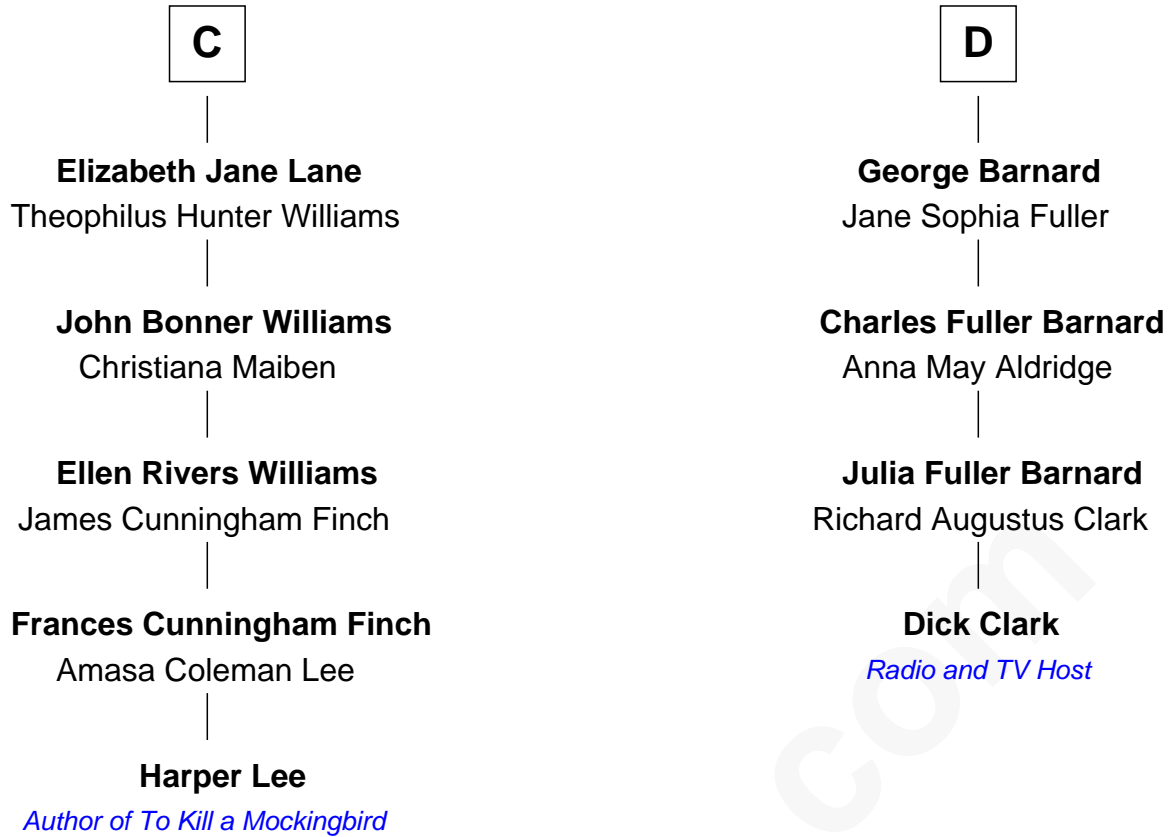 C
Elizabeth Jane Lane
Theophilus Hunter Williams
John Bonner Williams
Christiana Maiben
Ellen Rivers Williams
James Cunningham Finch
Frances Cunningham Finch
Amasa Coleman Lee
Harper Lee
Author of To Kill a Mockingbird
D
George Barnard
Jane Sophia Fuller
Charles Fuller Barnard
Anna May Aldridge
Julia Fuller Barnard
Richard Augustus Clark
Dick Clark
Radio and TV Host
com